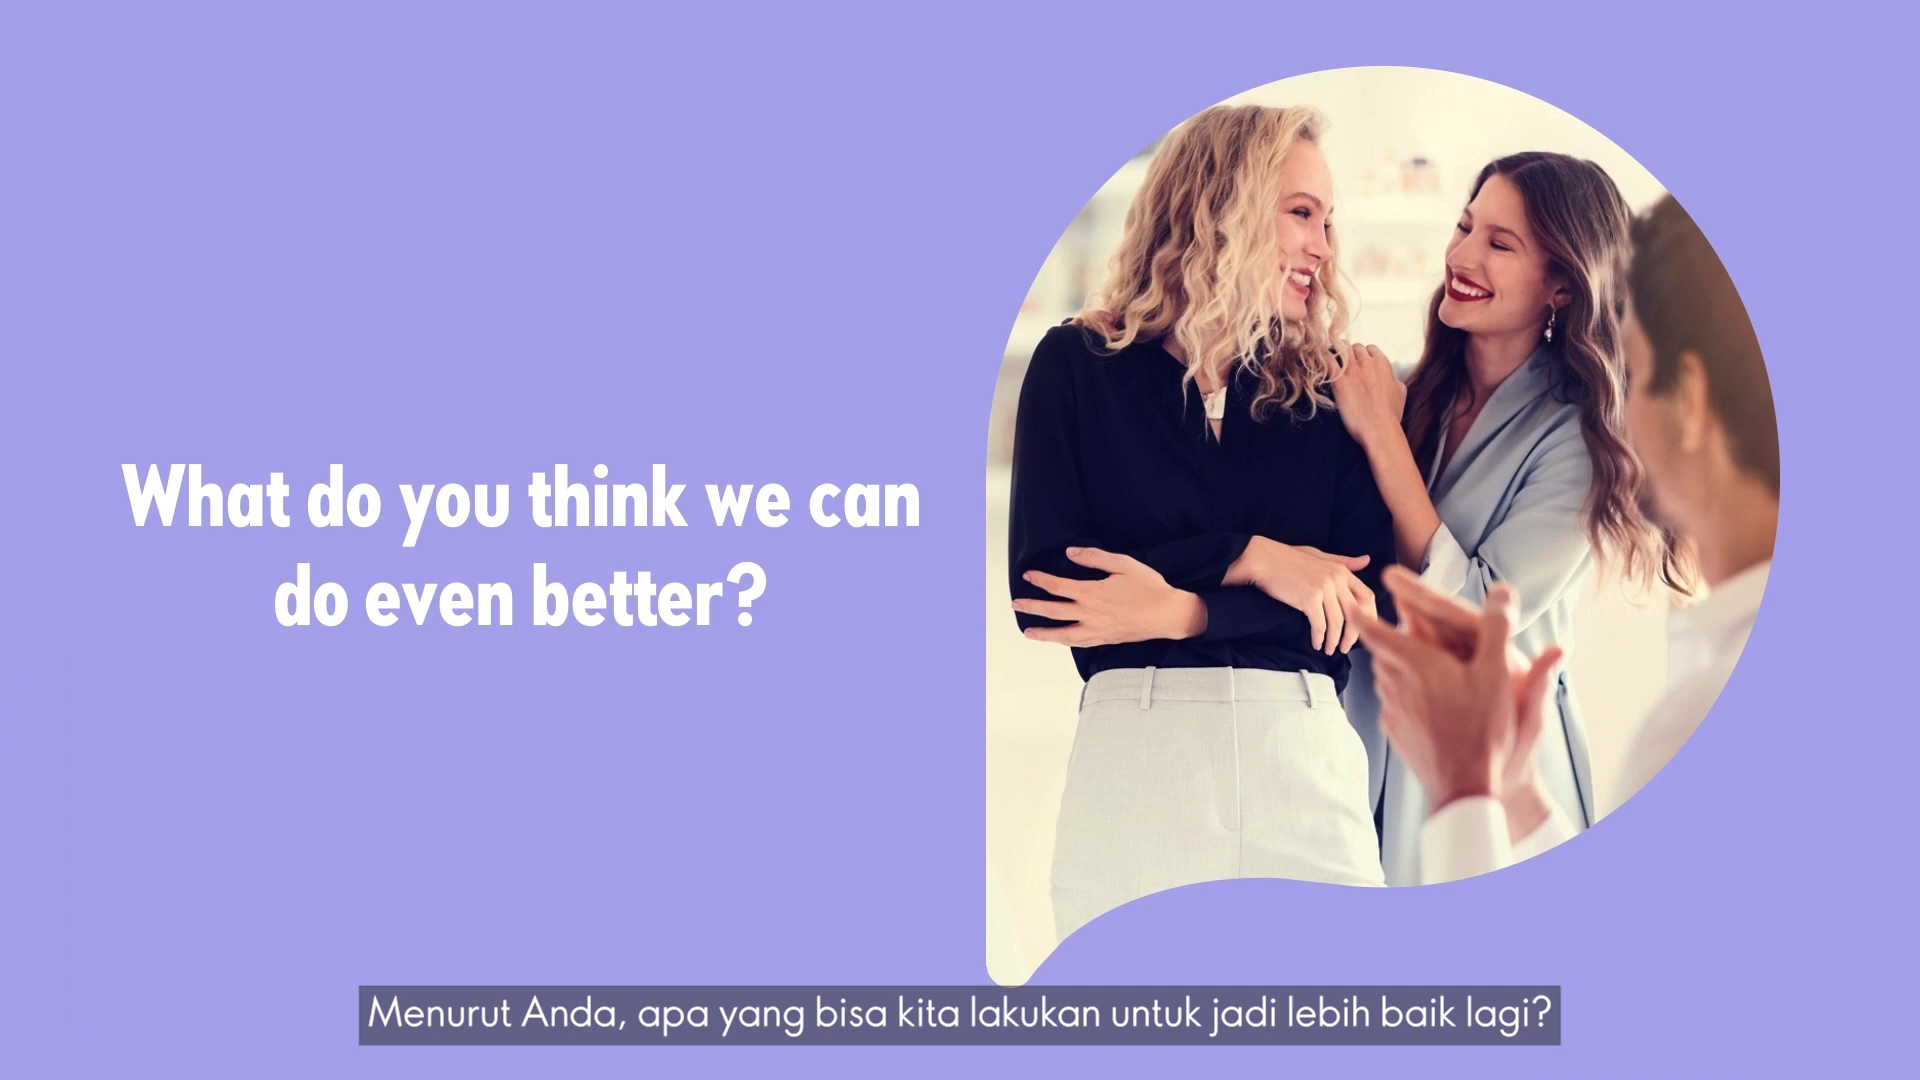 What do you think we can
do even better?
Menurut Anda, apa yang bisa kita lakukan untuk jadi lebih baik lagi?